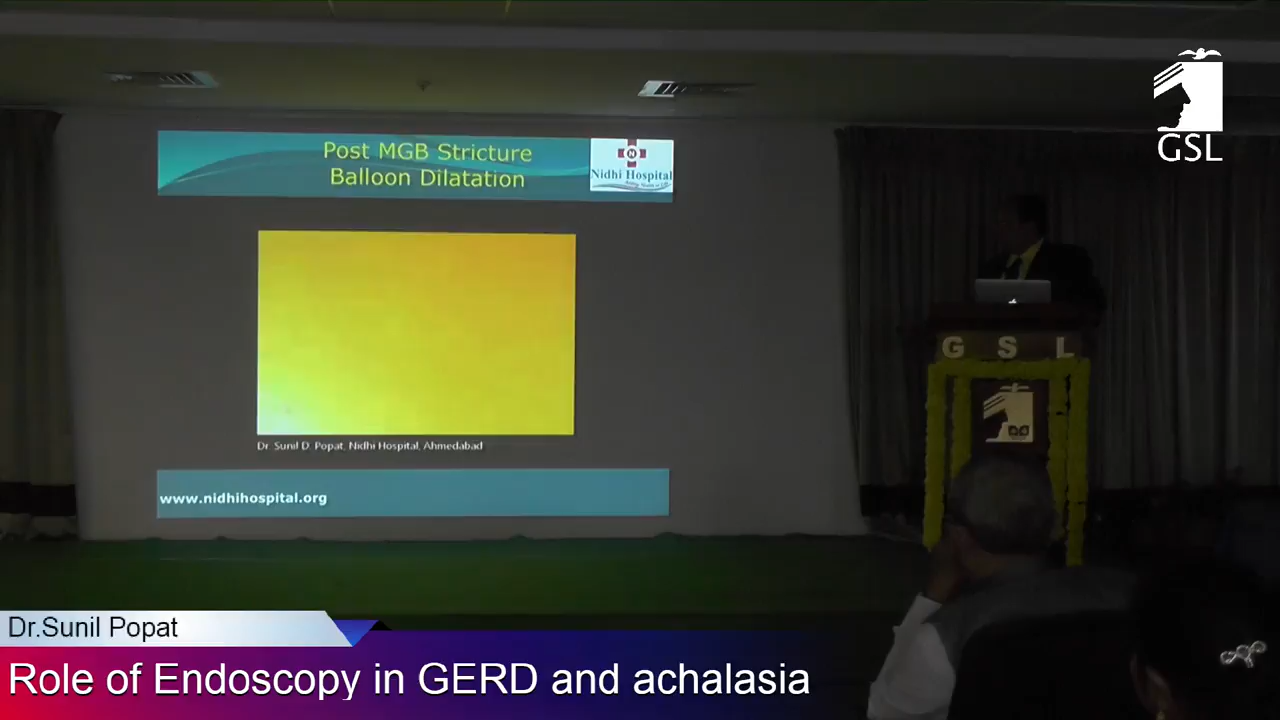 Post MGB Stricture
Balloon Dilatation
Nidhi Hospital
Dr. Sunil D. Popat, Nidhi Hospital, Ahmedabad
www.nidhihospital.org
GSL
G S L
Dr.Sunil Popat
Role of Endoscopy in GERD and achalasia